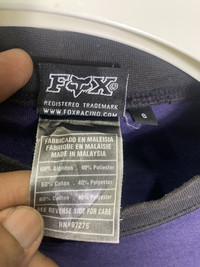 FOX®
REGISTERED TRADEMARK
WWW.FOXRACING.COM
FABRICADO EN MALEISIA
FABRIQUE EN MALAISIE
MADE IN MALAYSIA
60% Algodon 40% Poliester
60% Coton 40% Polyester
60% Cotton 40% Polyester
SEE REVERSE SIDE FOR CARE
RN#97275